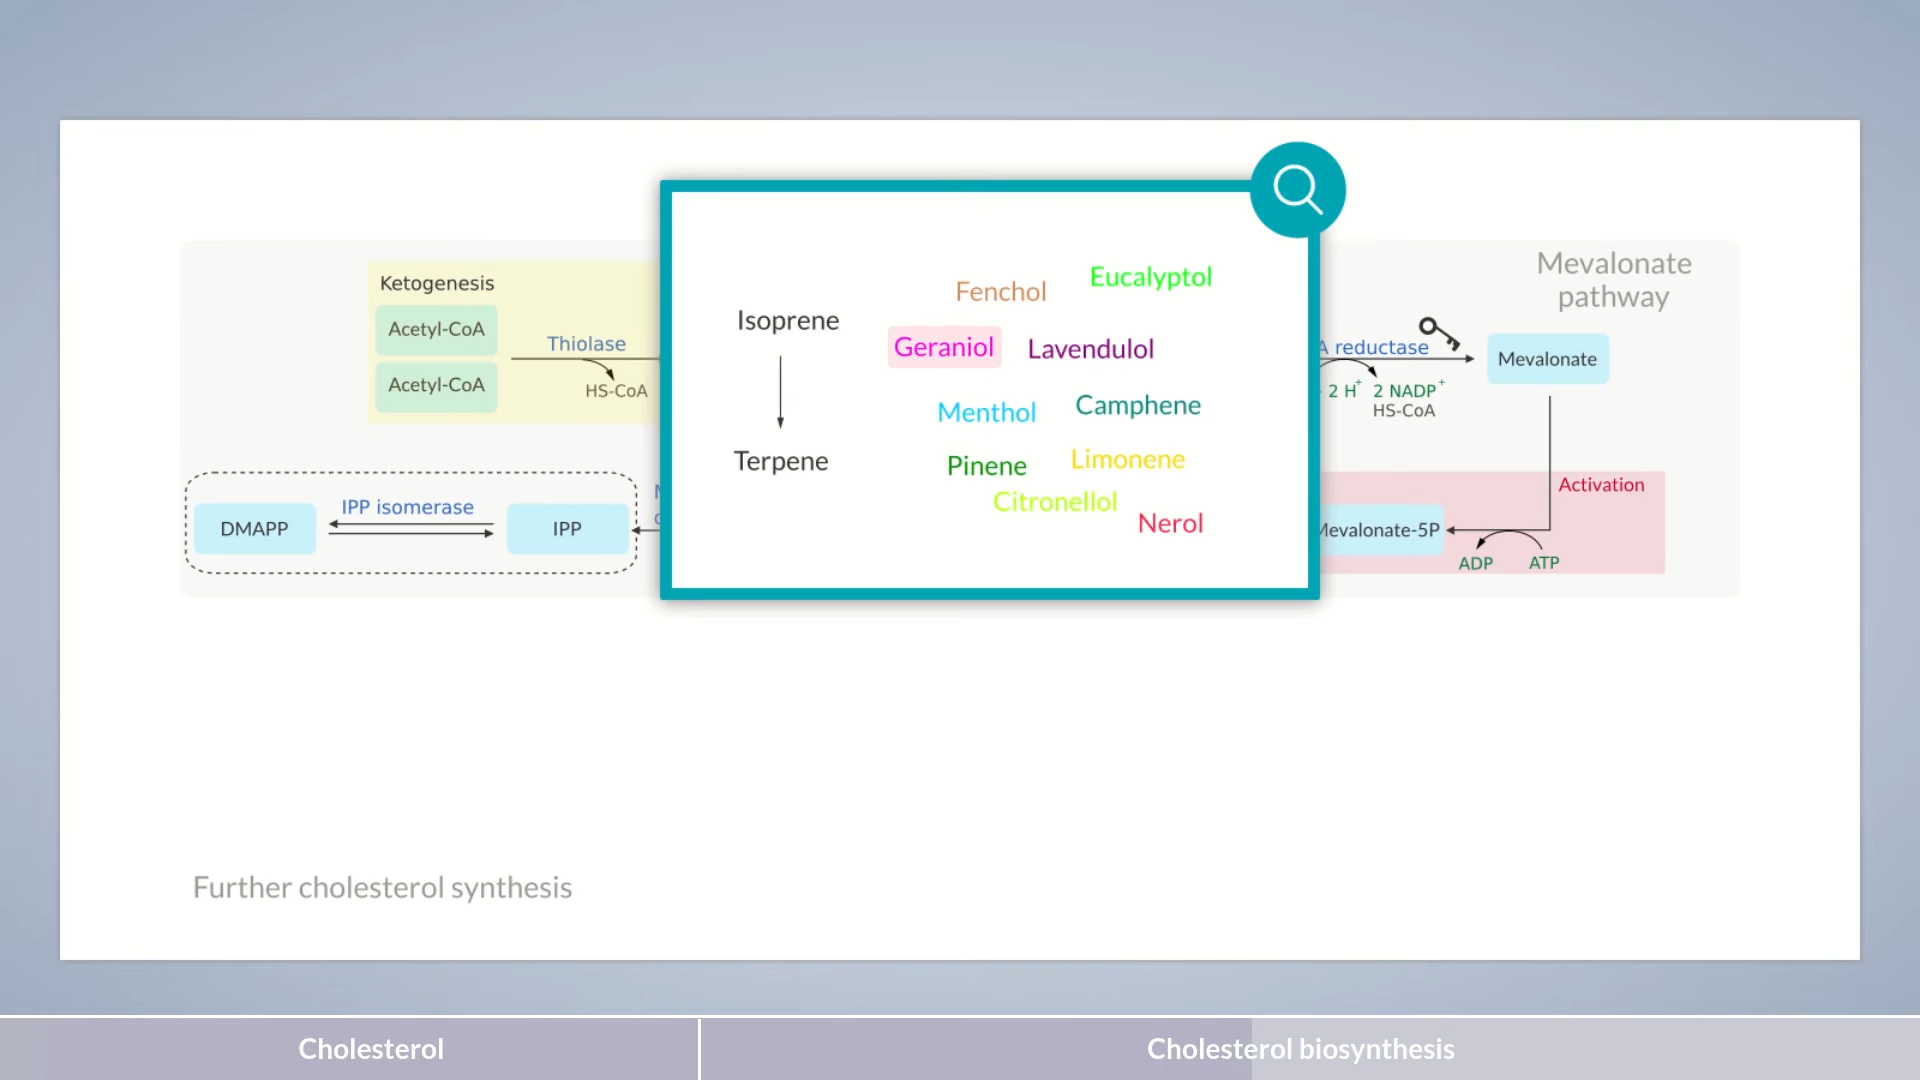 Mevalonate
pathway
Ketogenesis
Acetyl-CoA
Acetyl-CoA
Thiolase
HS-CoA
Isoprene
Terpene
Fenchol
Eucalyptol
Geraniol
Lavendulol
Menthol
Camphene
Pinene
Limonene
Citronellol
Nerol
A reductase
2 H+ 2 NADP+
HS-CoA
Mevalonate
Activation
Mevalonate-5P
ADP
ATP
DMAPP
IPP isomerase
IPP
Further cholesterol synthesis
Cholesterol
Cholesterol biosynthesis